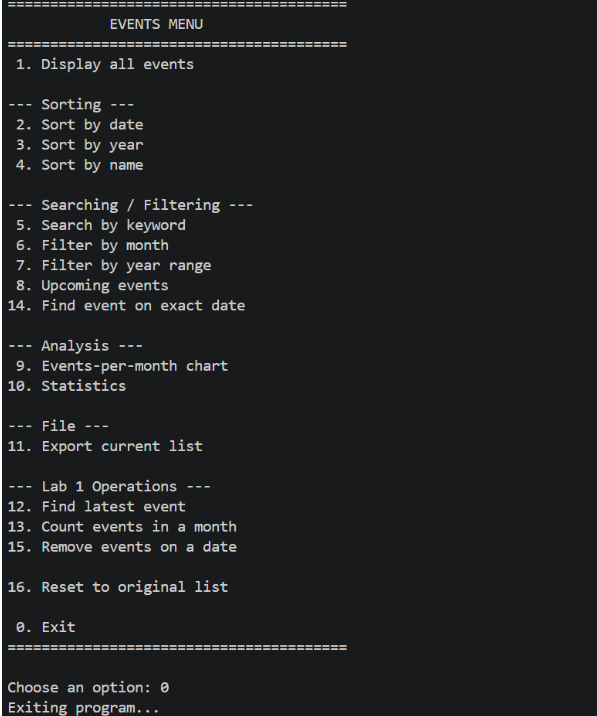 ========================================
EVENTS MENU
========================================
1. Display all events
--- Sorting ---
2. Sort by date
3. Sort by year
4. Sort by name
--- Searching / Filtering ---
5. Search by keyword
6. Filter by month
7. Filter by year range
8. Upcoming events
14. Find event on exact date
--- Analysis ---
9. Events-per-month chart
10. Statistics
--- File ---
11. Export current list
--- Lab 1 Operations ---
12. Find latest event
13. Count events in a month
15. Remove events on a date
16. Reset to original list
0. Exit
========================================
Choose an option: 0
Exiting program...